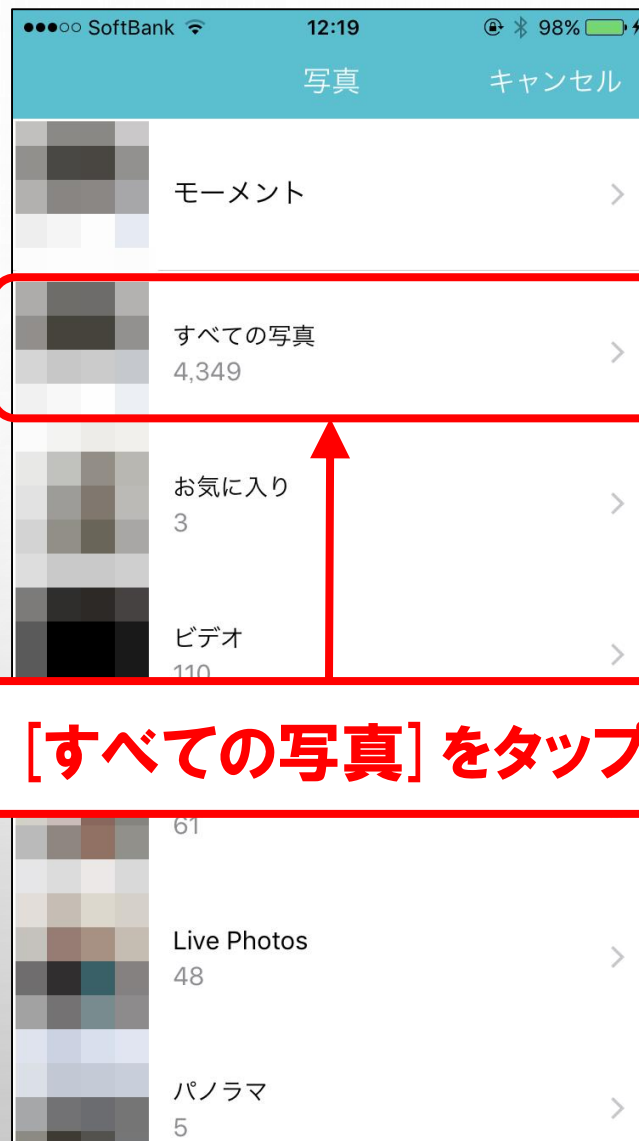 SoftBank 12:19 98%
写真 キャンセル
モーメント
すべての写真
4,349
お気に入り
3
ビデオ
110
[すべての写真]をタップ
61
Live Photos
48
パノラマ
5